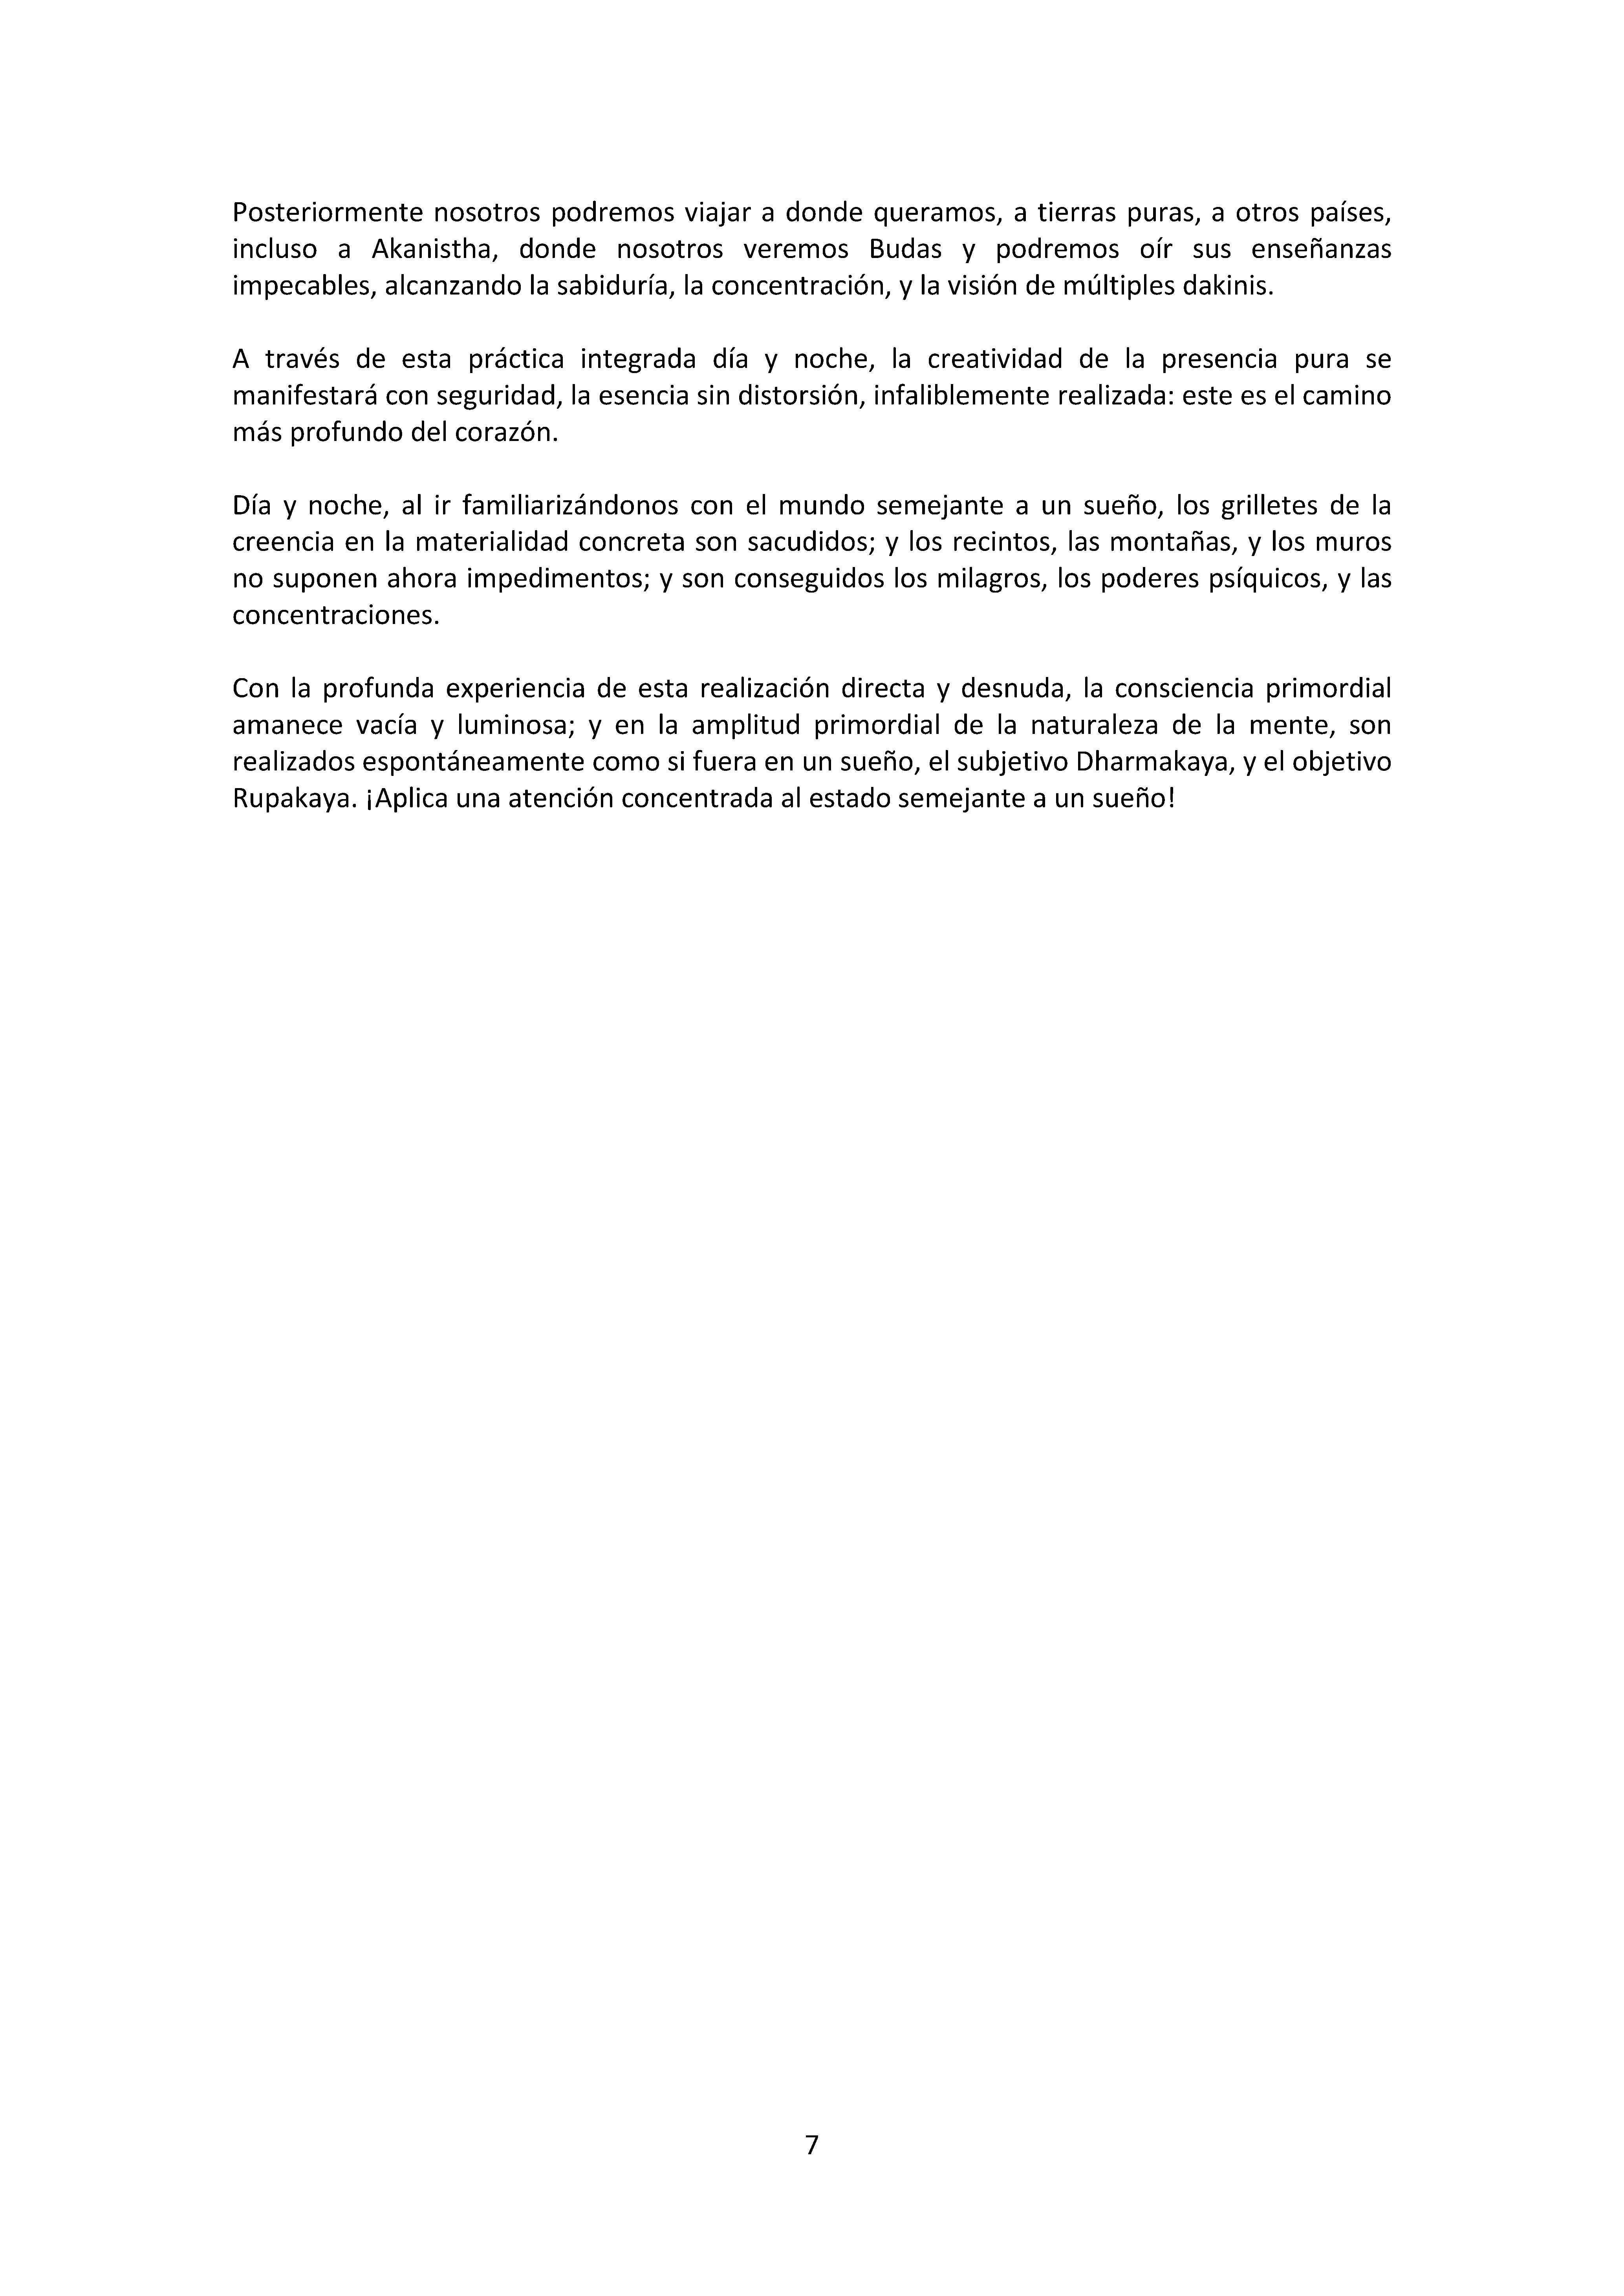 Posteriormente nosotros podremos viajar a donde queramos, a tierras puras, a otros países,
incluso a Akanistha, donde nosotros veremos Budas y podremos oír sus enseñanzas
impecables, alcanzando la sabiduría, la concentración, y la visión de múltiples dakinis.
A través de esta práctica integrada día y noche, la creatividad de la presencia pura se
manifestará con seguridad, la esencia sin distorsión, infaliblemente realizada: este es el camino
más profundo del corazón.
Día y noche, al ir familiarizándonos con el mundo semejante a un sueño, los grilletes de la
creencia en la materialidad concreta son sacudidos; y los recintos, las montañas, y los muros
no suponen ahora impedimentos; y son conseguidos los milagros, los poderes psíquicos, y las
concentraciones.
Con la profunda experiencia de esta realización directa y desnuda, la consciencia primordial
amanece vacía y luminosa; y en la amplitud primordial de la naturaleza de la mente, son
realizados espontáneamente como si fuera en un sueño, el subjetivo Dharmakaya, y el objetivo
Rupakaya. ¡Aplica una atención concentrada al estado semejante a un sueño!
7